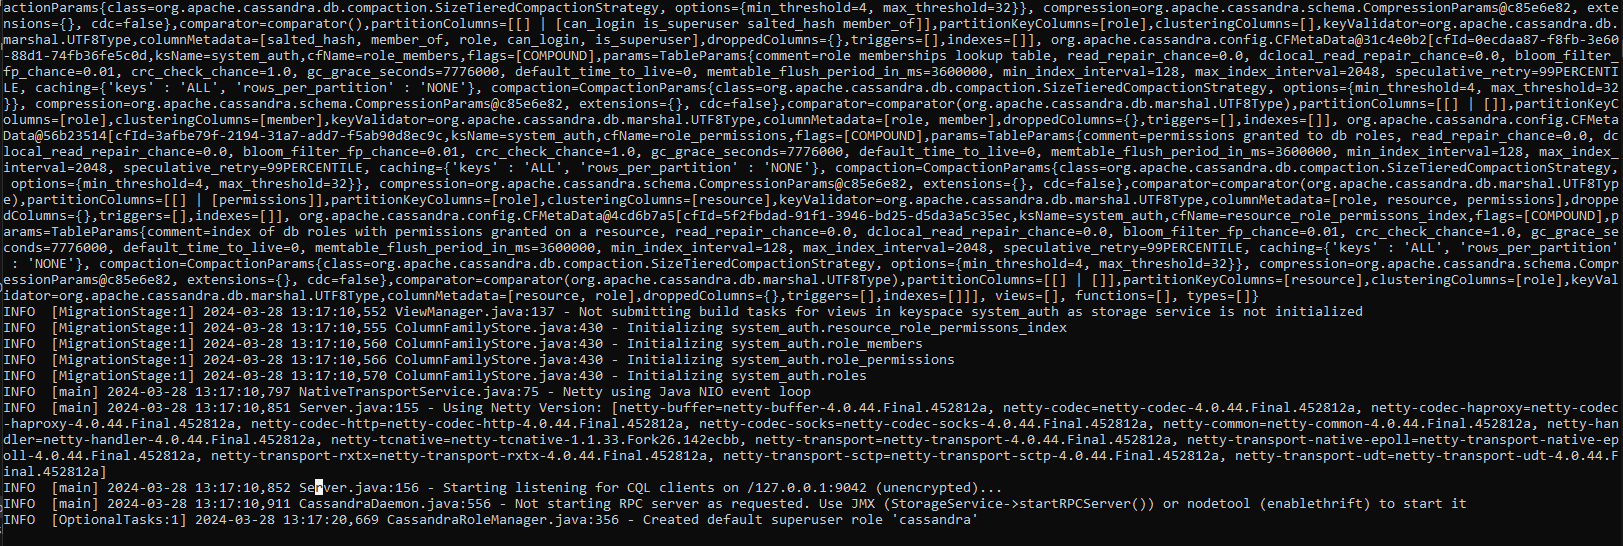 actionParams{class=org.apache.cassandra.db.compaction.SizeTieredCompactionStrategy, options={min_threshold=4, max_threshold=32}}, compression=org.apache.cassandra.schema.CompressionParams@c85e6e82, exte
nsions={}, cdc=false},comparator=comparator(),partitionColumns=[[] | [can_login is_superuser salted_hash member_of]],partitionKeyColumns=[role],clusteringColumns=[],keyValidator=org.apache.cassandra.db.
marshal.UTF8Type,columnMetadata=[salted_hash, member_of, role, can_login, is_superuser],droppedColumns={},triggers=[],indexes=[]], org.apache.cassandra.config.CFMetaData@31c4e0b2[cfId=0ecdaa87-f8fb-3e60
-88d1-74fb36fe5c0d,ksName=system_auth,cfName=role_members,flags=[COMPOUND],params=TableParams{comment=role memberships lookup table, read_repair_chance=0.0, dclocal_read_repair_chance=0.0, bloom_filter_
fp_chance=0.01, crc_check_chance=1.0, gc_grace_seconds=7776000, default_time_to_live=0, memtable_flush_period_in_ms=3600000, min_index_interval=128, max_index_interval=2048, speculative_retry=99PERCENTI
LE, caching={'keys' : 'ALL', 'rows_per_partition' : 'NONE'}, compaction=CompactionParams{class=org.apache.cassandra.db.compaction.SizeTieredCompactionStrategy, options={min_threshold=4, max_threshold=32
}}, compression=org.apache.cassandra.schema.CompressionParams@c85e6e82, extensions={}, cdc=false},comparator=comparator(org.apache.cassandra.db.marshal.UTF8Type),partitionColumns=[[] | []],partitionKeyC
olumns=[role],clusteringColumns=[member],keyValidator=org.apache.cassandra.db.marshal.UTF8Type,columnMetadata=[role, member],droppedColumns={},triggers=[],indexes=[]], org.apache.cassandra.config.CFMeta
Data@56b23514[cfId=3afbe79f-2194-31a7-add7-f5ab90d8ec9c,ksName=system_auth,cfName=role_permissions,flags=[COMPOUND],params=TableParams{comment=permissions granted to db roles, read_repair_chance=0.0, dc
local_read_repair_chance=0.0, bloom_filter_fp_chance=0.01, crc_check_chance=1.0, gc_grace_seconds=7776000, default_time_to_live=0, memtable_flush_period_in_ms=3600000, min_index_interval=128, max_index_
interval=2048, speculative_retry=99PERCENTILE, caching={'keys' : 'ALL', 'rows_per_partition' : 'NONE'}, compaction=CompactionParams{class=org.apache.cassandra.db.compaction.SizeTieredCompactionStrategy,
 options={min_threshold=4, max_threshold=32}}, compression=org.apache.cassandra.schema.CompressionParams@c85e6e82, extensions={}, cdc=false},comparator=comparator(org.apache.cassandra.db.marshal.UTF8Typ
e),partitionColumns=[[] | [permissions]],partitionKeyColumns=[role],clusteringColumns=[resource],keyValidator=org.apache.cassandra.db.marshal.UTF8Type,columnMetadata=[role, resource, permissions],droppe
dColumns={},triggers=[],indexes=[]], org.apache.cassandra.config.CFMetaData@4cd6b7a5[cfId=5f2fbdad-91f1-3946-bd25-d5da3a5c35ec,ksName=system_auth,cfName=resource_role_permissons_index,flags=[COMPOUND],p
arams=TableParams{comment=index of db roles with permissions granted on a resource, read_repair_chance=0.0, dclocal_read_repair_chance=0.0, bloom_filter_fp_chance=0.01, crc_check_chance=1.0, gc_grace_se
conds=7776000, default_time_to_live=0, memtable_flush_period_in_ms=3600000, min_index_interval=128, max_index_interval=2048, speculative_retry=99PERCENTILE, caching={'keys' : 'ALL', 'rows_per_partition'
 : 'NONE'}, compaction=CompactionParams{class=org.apache.cassandra.db.compaction.SizeTieredCompactionStrategy, options={min_threshold=4, max_threshold=32}}, compression=org.apache.cassandra.schema.Compr
essionParams@c85e6e82, extensions={}, cdc=false},comparator=comparator(org.apache.cassandra.db.marshal.UTF8Type),partitionColumns=[[] | []],partitionKeyColumns=[resource],clusteringColumns=[role],keyVal
idator=org.apache.cassandra.db.marshal.UTF8Type,columnMetadata=[resource, role],droppedColumns={},triggers=[],indexes=[]]], views=[], functions=[], types=[]}
INFO  [MigrationStage:1] 2024-03-28 13:17:10,552 ViewManager.java:137 - Not submitting build tasks for views in keyspace system_auth as storage service is not initialized
INFO  [MigrationStage:1] 2024-03-28 13:17:10,555 ColumnFamilyStore.java:430 - Initializing system_auth.resource_role_permissons_index
INFO  [MigrationStage:1] 2024-03-28 13:17:10,560 ColumnFamilyStore.java:430 - Initializing system_auth.role_members
INFO  [MigrationStage:1] 2024-03-28 13:17:10,566 ColumnFamilyStore.java:430 - Initializing system_auth.role_permissions
INFO  [MigrationStage:1] 2024-03-28 13:17:10,570 ColumnFamilyStore.java:430 - Initializing system_auth.roles
INFO  [main] 2024-03-28 13:17:10,797 NativeTransportService.java:75 - Netty using Java NIO event loop
INFO  [main] 2024-03-28 13:17:10,851 Server.java:155 - Using Netty Version: [netty-buffer=netty-buffer-4.0.44.Final.452812a, netty-codec=netty-codec-4.0.44.Final.452812a, netty-codec-haproxy=netty-codec
-haproxy-4.0.44.Final.452812a, netty-codec-http=netty-codec-http-4.0.44.Final.452812a, netty-codec-socks=netty-codec-socks-4.0.44.Final.452812a, netty-common=netty-common-4.0.44.Final.452812a, netty-han
dler=netty-handler-4.0.44.Final.452812a, netty-tcnative=netty-tcnative-1.1.33.Fork26.142ecbb, netty-transport=netty-transport-4.0.44.Final.452812a, netty-transport-native-epoll=netty-transport-native-ep
oll-4.0.44.Final.452812a, netty-transport-rxtx=netty-transport-rxtx-4.0.44.Final.452812a, netty-transport-sctp=netty-transport-sctp-4.0.44.Final.452812a, netty-transport-udt=netty-transport-udt-4.0.44.F
inal.452812a]
INFO  [main] 2024-03-28 13:17:10,852 Server.java:156 - Starting listening for CQL clients on /127.0.0.1:9042 (unencrypted)...
INFO  [main] 2024-03-28 13:17:10,911 CassandraDaemon.java:556 - Not starting RPC server as requested. Use JMX (StorageService->startRPCServer()) or nodetool (enablethrift) to start it
INFO  [OptionalTasks:1] 2024-03-28 13:17:20,669 CassandraRoleManager.java:356 - Created default superuser role 'cassandra'